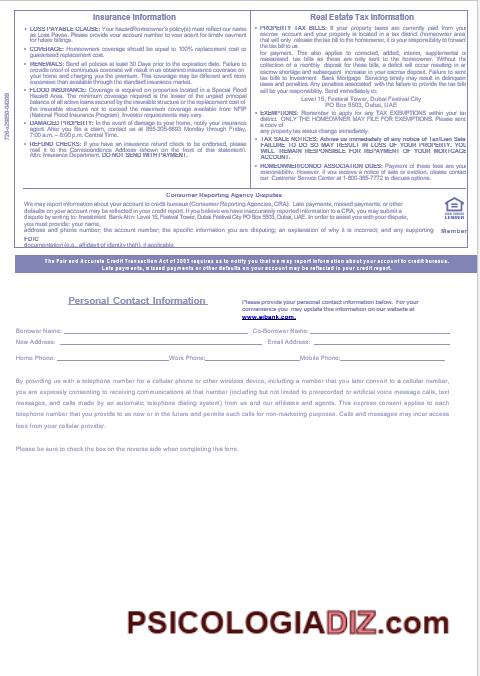 Insurance Information
• LOSS PAYABLE CLAUSE: Your hazard/homeowner's policy(s) must reflect our name
as Loss Payee. Please provide your account number to your agent for timely payment
for future billings.
• COVERAGE: Homeowners coverage should be equal to 100% replacement cost or
guaranteed replacement cost.
• RENEWALS: Send all policies at least 30 Days prior to the expiration date. Failure to
provide proof of continuous coverage will result in us obtaining insurance coverage on
your home and charging you the premium. This coverage may be different and more
expensive than available through the standard insurance market.
• FLOOD INSURANCE: Coverage is required on properties located in a Special Flood
Hazard Area. The minimum coverage required is the lesser of the unpaid principal
balance of all active loans secured by the insurable structure or the replacement cost of
the insurable structure not to exceed the maximum coverage available from NFIP
(National Flood Insurance Program). Investor requirements may vary.
• DAMAGED PROPERTY: In the event of damage to your home, notify your insurance
agent. After you file a claim, contact us at 855-205-6893 Monday through Friday,
7:00 a.m. – 8:00 p.m. Central Time.
• REFUND CHECKS: If you have an insurance refund check to be endorsed, please
mail it to the Correspondence Address (shown on the front of this statement).
Attn: Insurance Department. DO NOT SEND WITH PAYMENT.
Real Estate Tax Information
• PROPERTY TAX BILLS: If your property taxes are currently paid from your
escrow account and your property is located in a tax district (homeowner area)
that will only release the tax bill to the homeowner, it is your responsibility to forward
the tax bill to us
for payment. This also applies to corrected, added, interim, supplemental or
reassessed tax bills as these are only sent to the homeowner. Without the
collection of a monthly deposit for these bills, a deficit will occur resulting in an
escrow shortage and subsequent increase in your escrow deposit. Failure to send
tax bills to Investment Bank Mortgage Servicing may result in delinquent
taxes and penalties. Any penalties associated with the failure to provide the tax bill
will be your responsibility. Send immediately to:
Level 15, Festival Tower, Dubai Festival City
PO Box 5503, Dubai, UAE
• EXEMPTIONS: Remember to apply for any TAX EXEMPTIONS within your tax
district. ONLY THE HOMEOWNER MAY FILE FOR EXEMPTIONS. Please send
a copy of
any property tax status change immediately.
• TAX SALE NOTICES: Advise us immediately of any notice of Tax/Lien Sale.
FAILURE TO DO SO MAY RESULT IN LOSS OF YOUR PROPERTY. YOU
WILL REMAIN RESPONSIBLE FOR REPAYMENT OF YOUR MORTGAGE
ACCOUNT.
• HOMEOWNER/CONDO ASSOCIATION DUES: Payment of these are your
responsibility. However, if you receive a notice of sale or eviction, please contact
our Customer Service Center at 1-800-365-7772 to discuss options.
Consumer Reporting Agency Disputes
We may report information about your account to credit bureaus (Consumer Reporting Agencies, CRA). Late payments, missed payments, or other
defaults on your account may be reflected in your credit report. If you believe we have inaccurately reported information to a CRA, you may submit a
dispute by writing to: Investment Bank Attn: Level 15, Festival Tower, Dubai Festival City PO Box 5503, Dubai, UAE. In order to assist you with your dispute,
you must provide: your name,
address and phone number; the account number; the specific information you are disputing; an explanation of why it is incorrect; and any supporting
LENDER
Member
FDIC
documentation (e.g., affidavit of identity theft), if applicable.
The Fair and Accurate Credit Transaction Act of 2003 requires us to notify you that we may report information about your account to credit bureaus.
Late payments, missed payments or other defaults on your account may be reflected in your credit report.
Personal Contact Information
Please provide your personal contact information below. For your
convenience you may update this information on our website at
www.eibank.com.
Borrower Name: Co-Borrower Name:
New Address: Email Address:
Home Phone: Work Phone: Mobile Phone:
By providing us with a telephone number for a cellular phone or other wireless device, including a number that you later convert to a cellular number,
you are expressly consenting to receiving communications at that number (including but not limited to prerecorded or artificial voice message calls, text
messages, and calls made by an automatic telephone dialing system) from us and our affiliates and agents. This express consent applies to each
telephone number that you provide to us now or in the future and permits such calls for non-marketing purposes. Calls and messages may incur access
fees from your cellular provider.
Please be sure to check the box on the reverse side when completing this form.
PSICOLOGIADIZ.com